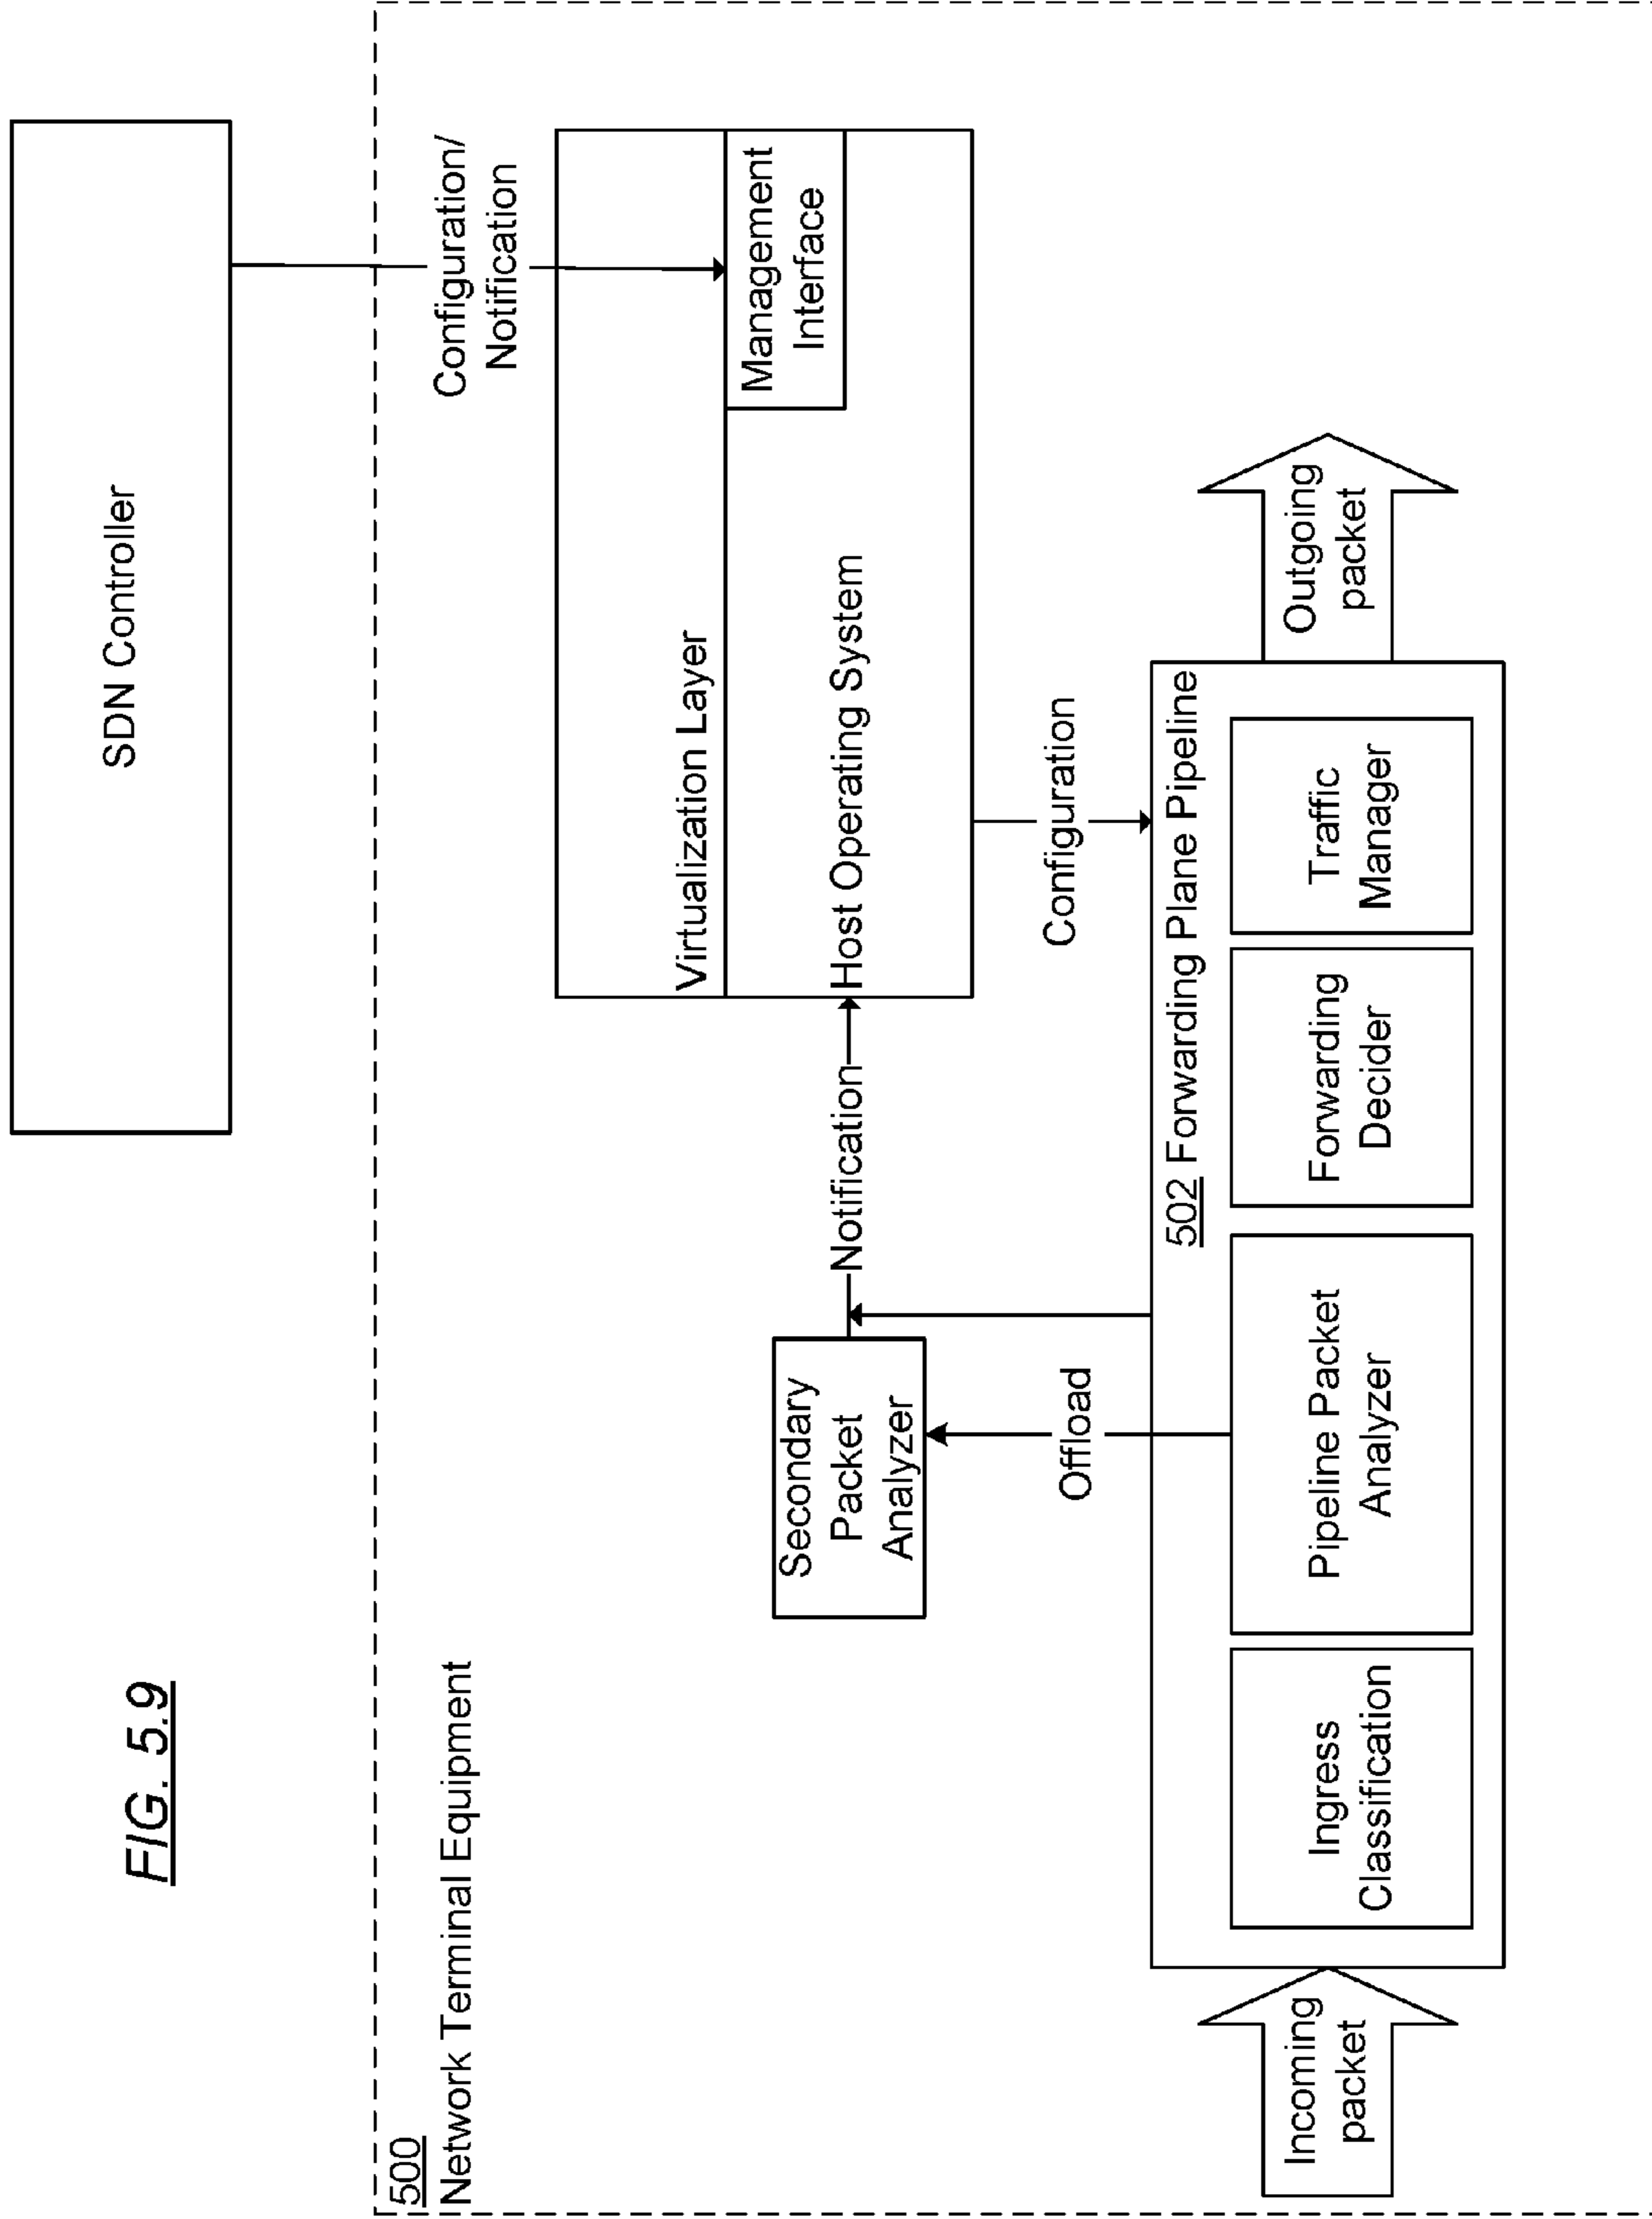 FIG. 5.9
SDN Controller
500
Network Terminal Equipment
Configuration/
Notification
Virtualization Layer
Management
Interface
Host Operating System
Secondary
Packet
Analyzer
Notification
Offload
Configuration
502 Forwarding Plane Pipeline
Incoming
packet
Ingress
Classification
Pipeline Packet
Analyzer
Forwarding
Decider
Traffic
Manager
Outgoing
packet